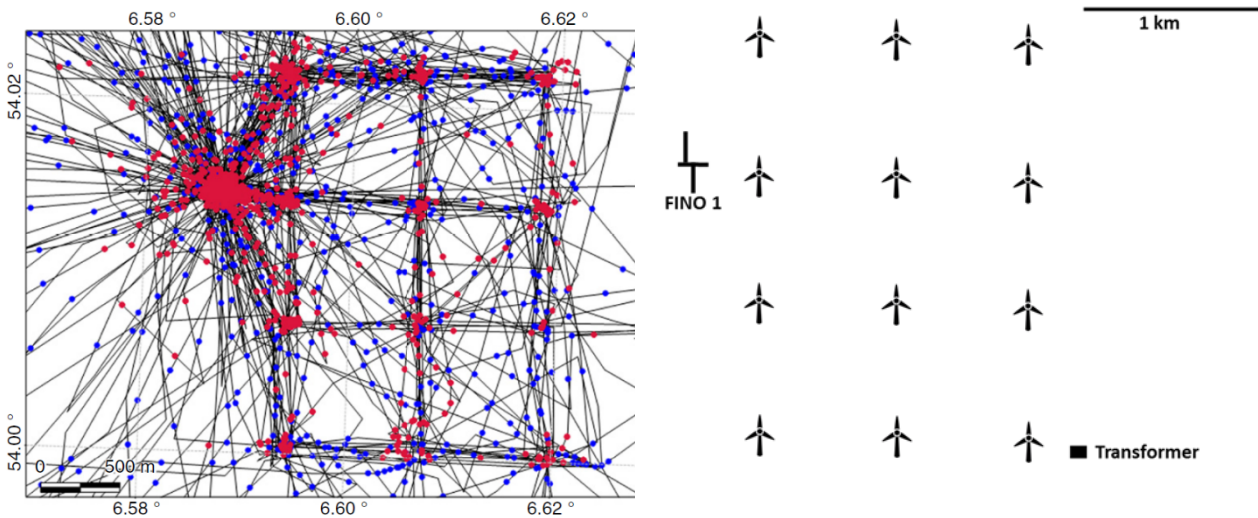 6.58 °
6.60 °
6.62 °
54.02 °
54.00 °
0
500 m
6.58 °
6.60 °
6.62 °
1 km
FINO 1
Transformer